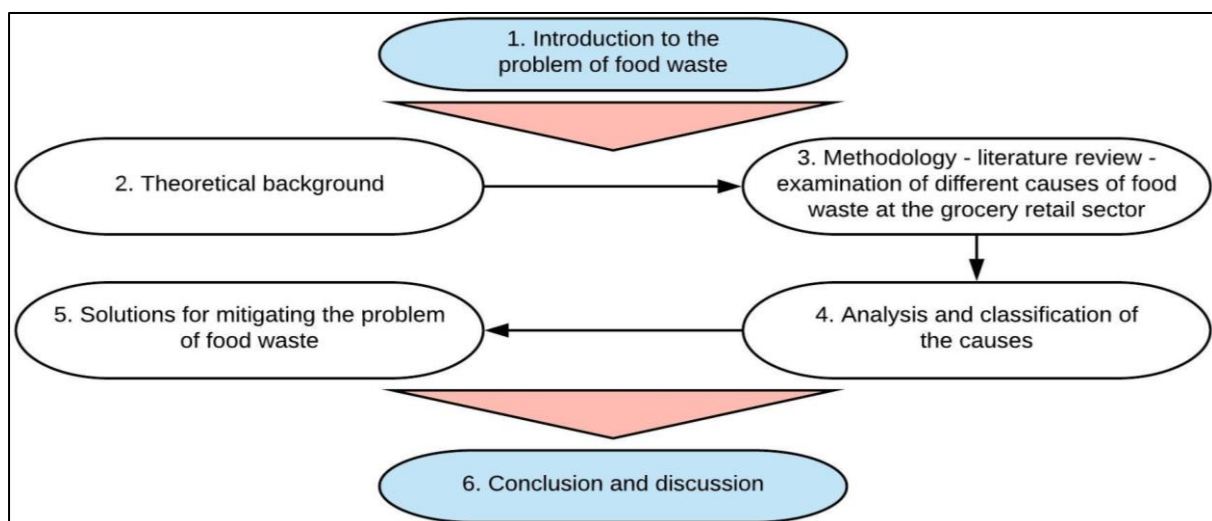 1. Introduction to the
problem of food waste
2. Theoretical background
3. Methodology - literature review -
examination of different causes of food
waste at the grocery retail sector
5. Solutions for mitigating the problem
of food waste
4. Analysis and classification of
the causes
6. Conclusion and discussion